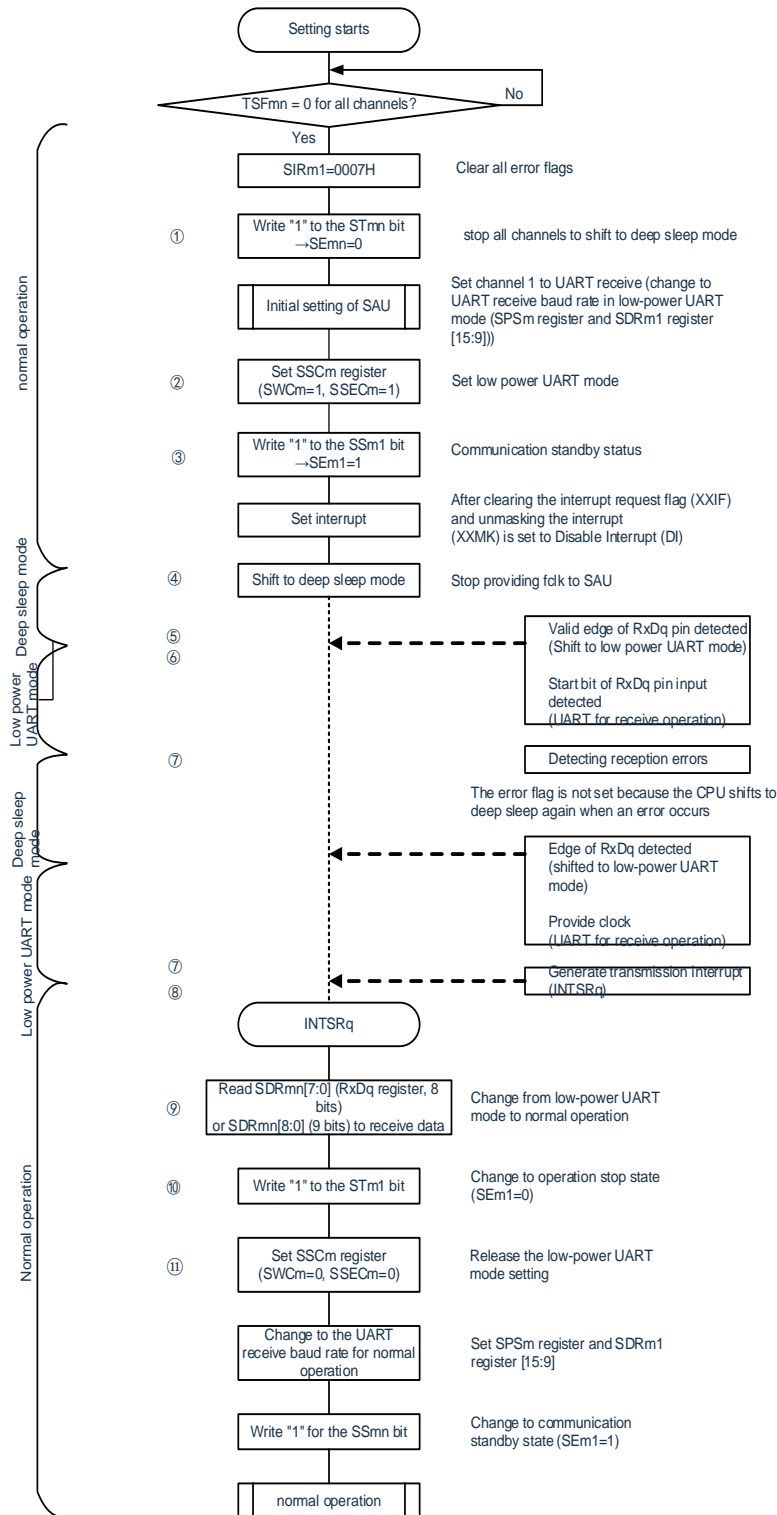 Setting starts
No
TSFmn = 0 for all channels?
Yes
SIRm1=0007H
Clear all error flags
①
Write "1" to the STmn bit
→SEmn=0
stop all channels to shift to deep sleep mode
normal operation
Initial setting of SAU
Set channel 1 to UART receive (change to
UART receive baud rate in low-power UART
mode (SPSm register and SDRm1 register
[15:9]))
②
Set SSCm register
(SWCm=1, SSECm=1)
Set low power UART mode
③
Write "1" to the SSm1 bit
→SEm1=1
Communication standby status
Set interrupt
After clearing the interrupt request flag (XXIF)
and unmasking the interrupt
(XXMK) is set to Disable Interrupt (DI)
Deep sleep mode
④
Shift to deep sleep mode
Stop providing fclk to SAU
⑤
⑥
Valid edge of RxDq pin detected
(Shift to low power UART mode)
Start bit of RxDq pin input
detected
(UART for receive operation)
Low power
UART mode
⑦
Detecting reception errors
The error flag is not set because the CPU shifts to
deep sleep again when an error occurs
Deep sleep
mode
Edge of RxDq detected
(shifted to low-power UART
mode)
Provide clock
(UART for receive operation)
Low power UART mode
⑦
⑧
Generate transmission interrupt
(INTSRq)
INTSRq
⑨
Read SDRmn[7:0] (RxDq register, 8
bits)
or SDRmn[8:0] (9 bits) to receive data
Change from low-power UART
mode to normal operation
⑩
Write "1" to the STm1 bit
Change to operation stop state
(SEm1=0)
Normal operation
⑪
Set SSCm register
(SWCm=0, SSECm=0)
Release the low-power UART
mode setting
Change to the UART
receive baud rate for normal
operation
Set SPSm register and SDRm1
register [15:9]
Write "1" for the SSmn bit
Change to communication
standby state (SEm1=1)
normal operation